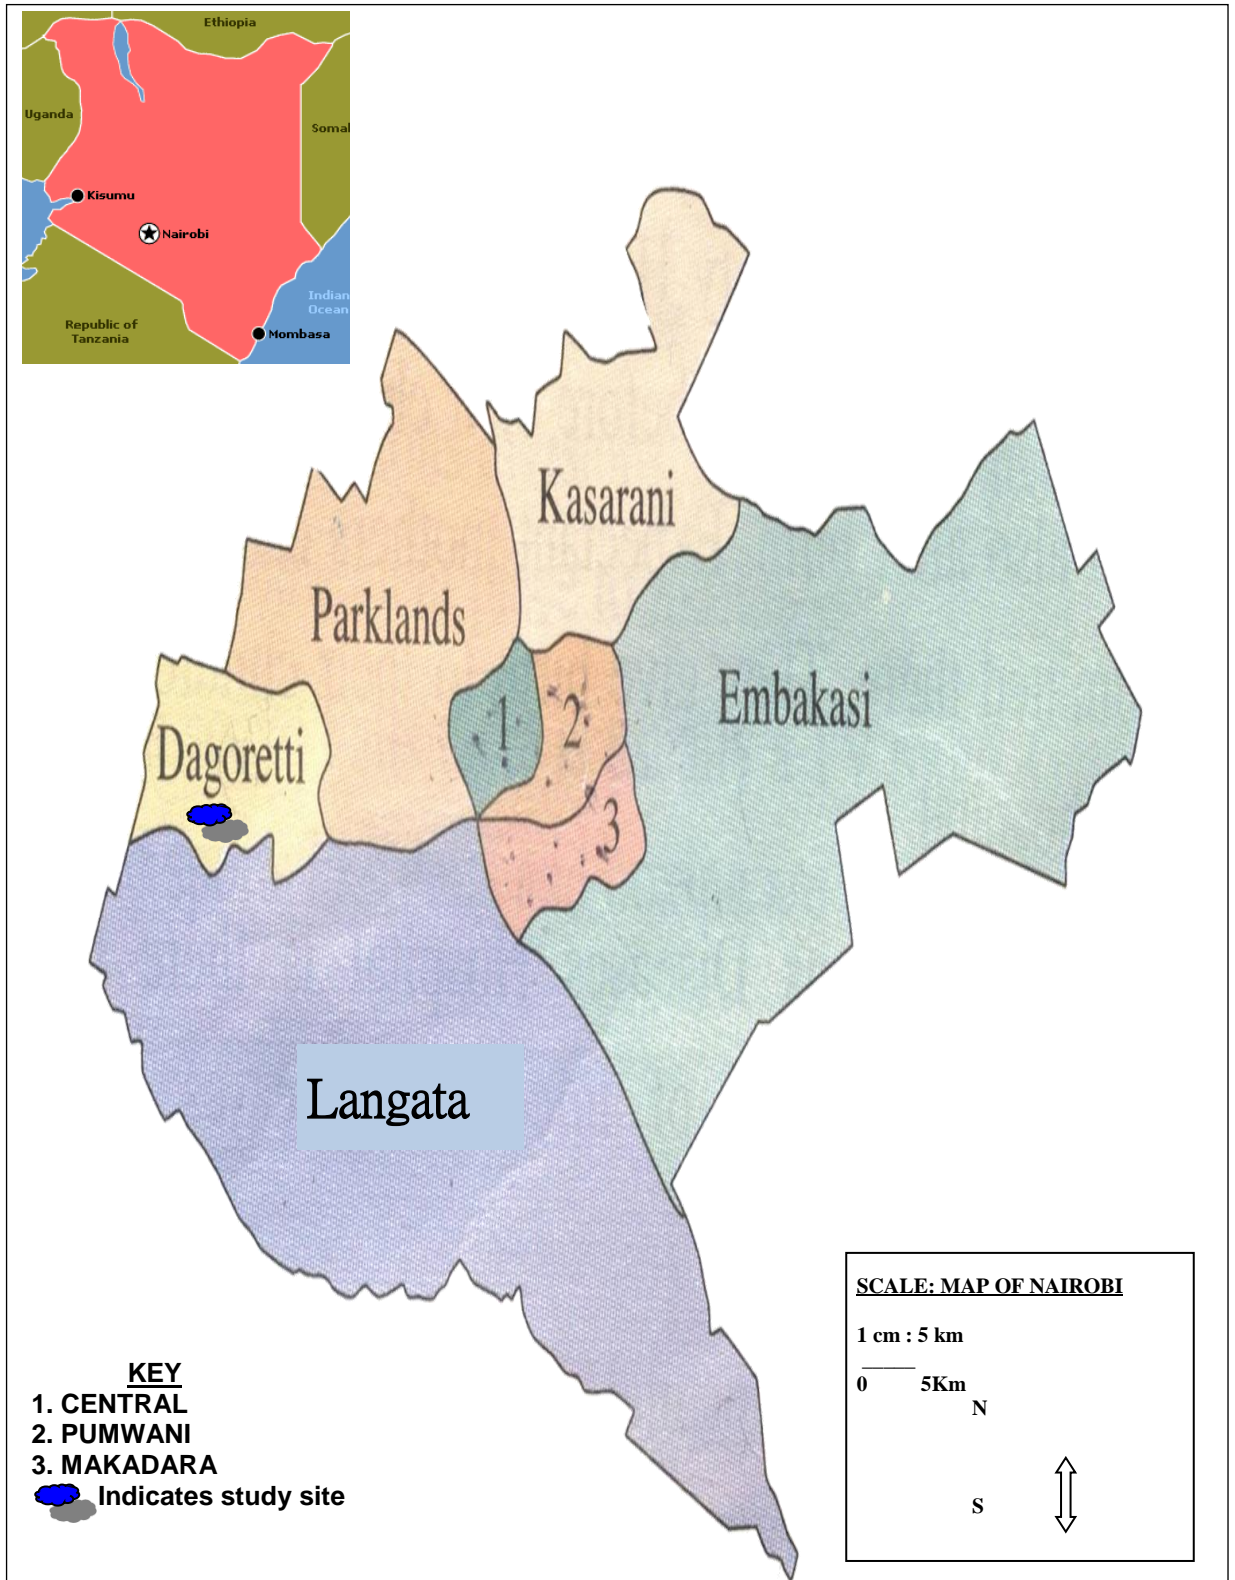 Ethiopia
Uganda
Somal
Kisumu
Nairobi
Indian
Ocean
Republic of
Tanzania
Mombasa
Kasarani
Parklands
Embakasi
1
2
Dagoretti
3
Langata
SCALE: MAP OF NAIROBI
1 cm : 5 km
0 5Km
N
S
KEY
1. CENTRAL
2. PUMWANI
3. MAKADARA
Indicates study site